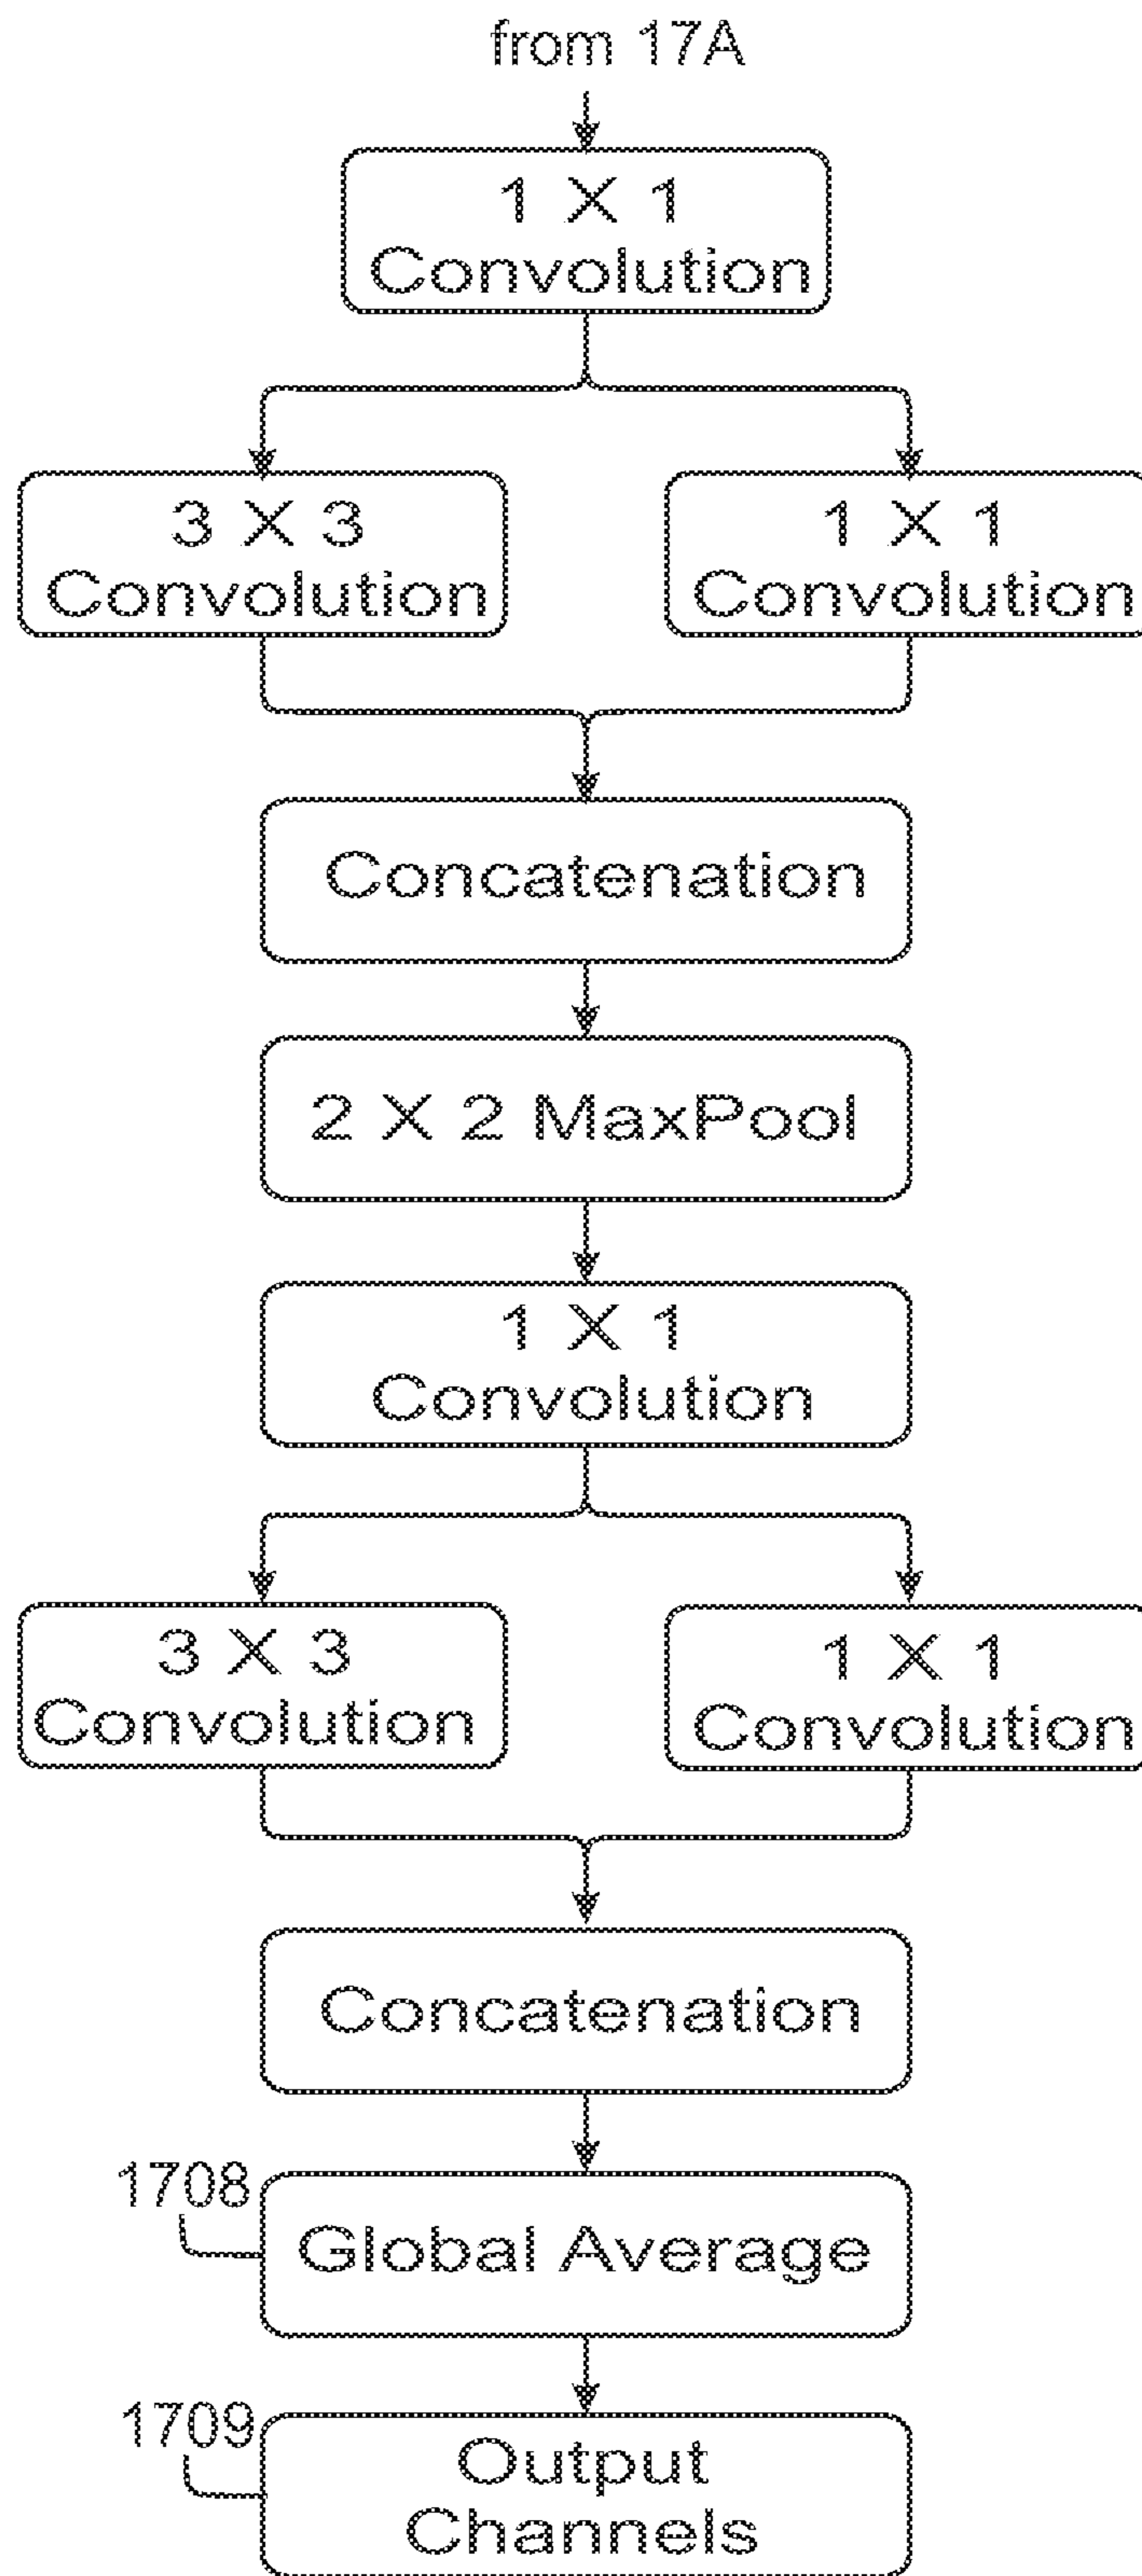 from 17A
1 X 1
Convolution
3 X 3
Convolution
1 X 1
Convolution
Concatenation
2 X 2 MaxPool
1 X 1
Convolution
3 X 3
Convolution
1 X 1
Convolution
Concatenation
1708
Global Average
1709
Output
Channels